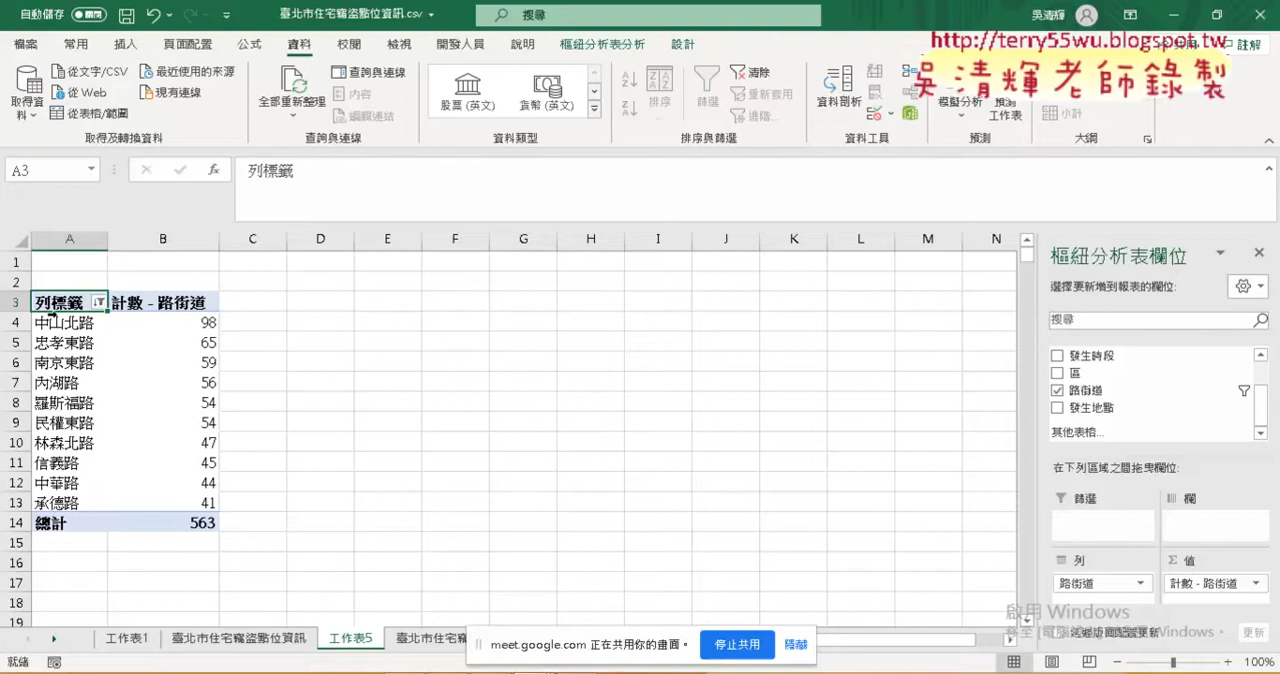 自動儲存 臺北市住宅竊盜點位資訊.csv 搜尋 吳清輝
檔案 常用 插入 頁面配置 公式 資料 校閱 檢視 開發人員 說明 樞紐分析表分析 設計 註解
http://terry55wu.blogspot.tw
吳清輝老師錄製
取得資料 從文字/CSV 從 Web 從表格/範圍 最近使用的來源 現有連線
全部重新整理 查詢與連線 內容 編輯連結
股票 (英文) 貨幣 (英文)
排序 篩選 清除 重新套用 進階...
資料剖析 模擬分析 預測工作表 小計
取得及轉換資料 查詢與連線 資料類型 排序與篩選 資料工具 預測 大綱
A3 fx 列標籤
A B C D E F G H I J K L M N
1
2
3 列標籤 計數 - 路街道
4 中山北路 98
5 忠孝東路 65
6 南京東路 59
7 內湖路 56
8 羅斯福路 54
9 民權東路 54
10 林森北路 47
11 信義路 45
12 中華路 44
13 承德路 41
14 總計 563
15
16
17
18
19
樞紐分析表欄位
選擇要新增到報表的欄位:
搜尋
發生時段
區
路街道
發生地點
其他表格...
在下列區域之間拖曳欄位:
篩選 欄
列 Σ 值
路街道 計數 - 路街道
啟用 Windows
更新
工作表1 臺北市住宅竊盜點位資訊 工作表5
meet.google.com 正在共用你的畫面。 停止共用 隱藏
就緒 100%